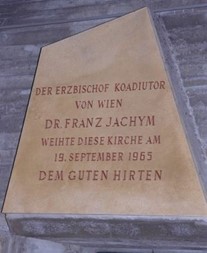 DER ERZBISCHOF KOADIUTOR
VON WIEN
DR. FRANZ JACHYM
WEIHTE DIESE KIRCHE AM
19. SEPTEMBER 1965
DEM GUTEN HIRTEN